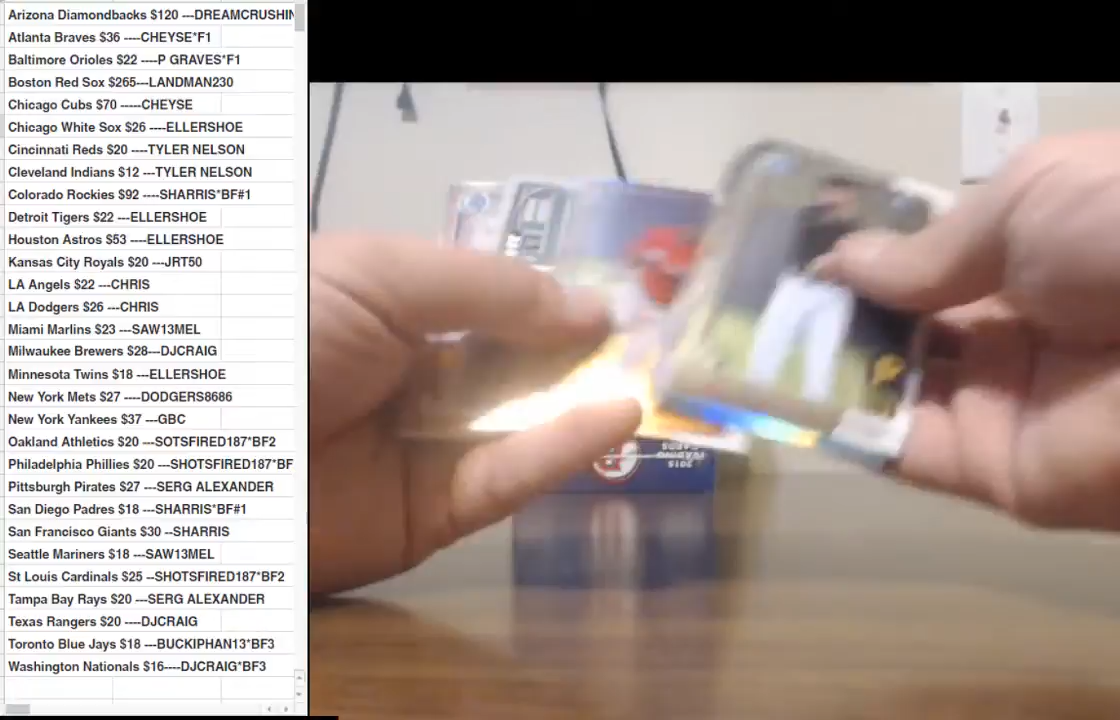 Arizona Diamondbacks $120 ---DREAMCRUSHIN
Atlanta Braves $36 ----CHEYSE*F1
Baltimore Orioles $22 ----P GRAVES*F1
Boston Red Sox $265---LANDMAN230
Chicago Cubs $70 -----CHEYSE
Chicago White Sox $26 ----ELLERSHOE
Cincinnati Reds $20 ----TYLER NELSON
Cleveland Indians $12 ---TYLER NELSON
Colorado Rockies $92 ----SHARRIS*BF#1
Detroit Tigers $22 ---ELLERSHOE
Houston Astros $53 ----ELLERSHOE
Kansas City Royals $20 ---JRT50
LA Angels $22 ---CHRIS
LA Dodgers $26 ---CHRIS
Miami Marlins $23 ---SAW13MEL
Milwaukee Brewers $28---DJCRAIG
Minnesota Twins $18 ---ELLERSHOE
New York Mets $27 ----DODGERS8686
New York Yankees $37 ---GBC
Oakland Athletics $20 ---SOTSFIRED187*BF2
Philadelphia Phillies $20 ---SHOTSFIRED187*BF
Pittsburgh Pirates $27 ---SERG ALEXANDER
San Diego Padres $18 ---SHARRIS*BF#1
San Francisco Giants $30 --SHARRIS
Seattle Mariners $18 ---SAW13MEL
St Louis Cardinals $25 --SHOTSFIRED187*BF2
Tampa Bay Rays $20 ---SERG ALEXANDER
Texas Rangers $20 ----DJCRAIG
Toronto Blue Jays $18 ---BUCKIPHAN13*BF3
Washington Nationals $16----DJCRAIG*BF3
2015
TRADING
CARDS